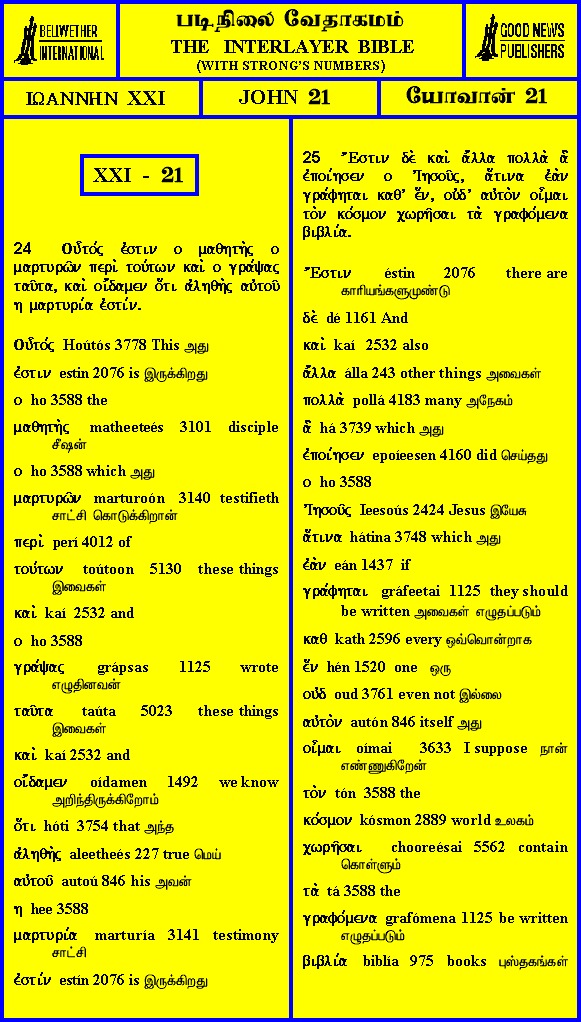 BELLWETHER
INTERNATIONAL
படிநிலை வேதாகமம்
THE INTERLAYER BIBLE
(WITH STRONG'S NUMBERS)
GOOD NEWS
PUBLISHERS
ΙΩΑΝΝΗΝ XXI
JOHN 21
யோவான் 21
XXI - 21
24 Οὗτός ἐστιν ο μαθητὴς ο
μαρτυρῶν περὶ τούτων καὶ ο γράψας
ταῦτα, καὶ οἴδαμεν ὅτι ἀληθὴς αὐτοῦ
η μαρτυρία ἐστίν.
Οὗτός Hoútós 3778 This அது
ἐστιν estin 2076 is இருக்கிறது
ο ho 3588 the
μαθητὴς matheeteés 3101 disciple
சீஷன்
ο ho 3588 which அது
μαρτυρῶν marturoón 3140 testifieth
சாட்சி கொடுக்கிறான்
περὶ perí 4012 of
τούτων toútoon 5130 these things
இவைகள்
καὶ kaí 2532 and
ο ho 3588
γράψας grápsas 1125 wrote
எழுதினவன்
ταῦτα taúta 5023 these things
இவைகள்
καὶ kaí 2532 and
οἴδαμεν oídamen 1492 we know
அறிந்திருக்கிறோம்
ὅτι hóti 3754 that அந்த
ἀληθὴς aleetheés 227 true மெய்
αὐτοῦ autoú 846 his அவன்
η hee 3588
μαρτυρία marturía 3141 testimony
சாட்சி
ἐστίν estín 2076 is இருக்கிறது
25 Ἔστιν δὲ καὶ ἄλλα πολλὰ ἃ
ἐποίησεν ο Ἰησοῦς, ἅτινα ἐὰν
γράφηται καθ' ἕν, οὐδ' αὐτὸν οἶμαι
τὸν κόσμον χωρῆσαι τὰ γραφόμενα
βιβλία.
Ἔστιν éstin 2076 there are
காரியங்களுமுண்டு
δὲ dé 1161 And
καὶ kaí 2532 also
ἄλλα álla 243 other things அவைகள்
πολλὰ pollá 4183 many அநேகம்
ἃ há 3739 which அது
ἐποίησεν epoíeesen 4160 did செய்தது
ο ho 3588
Ἰησοῦς Ieesoús 2424 Jesus இயேசு
ἅτινα hátina 3748 which அது
ἐὰν eán 1437 if
γράφηται gráfeetai 1125 they should
be written அவைகள் எழுதப்படும்
καθ kath 2596 every ஒவ்வொன்றாக
ἕν hén 1520 one ஒரு
οὐδ oud 3761 even not இல்லை
αὐτὸν autón 846 itself அது
οἶμαι oímai 3633 I suppose நான்
எண்ணுகிறேன்
τὸν tón 3588 the
κόσμον kósmon 2889 world உலகம்
χωρῆσαι chooreésai 5562 contain
கொள்ளும்
τὰ tá 3588 the
γραφόμενα grafómena 1125 be written
எழுதப்படும்
βιβλία biblía 975 books புஸ்தகங்கள்